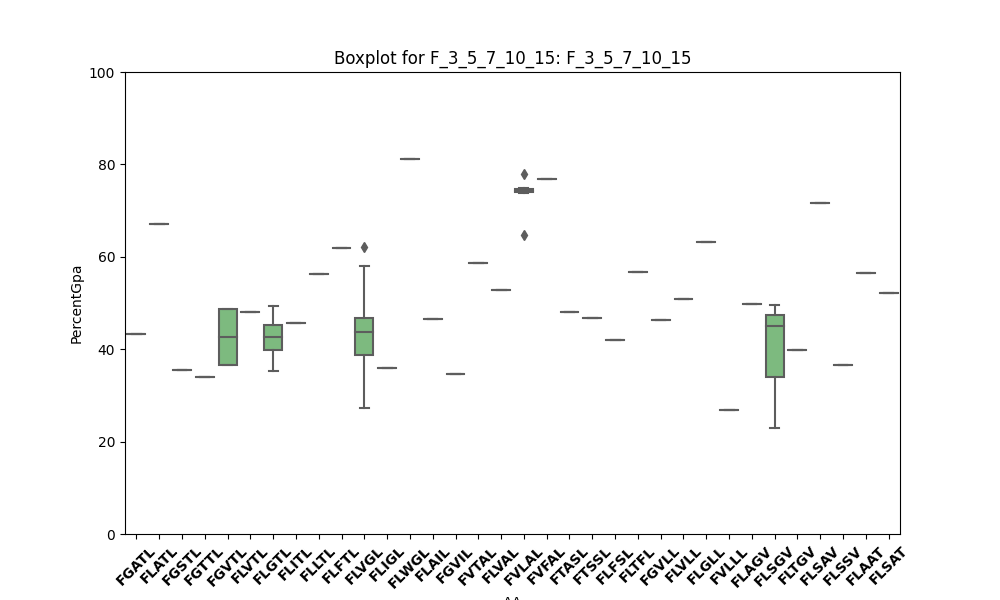 Boxplot for F_3_5_7_10_15: F_3_5_7_10_15
100
80
60
40
20
0
PercentGpa
FGATL
FLATL
FGSTL
FGTTL
FGVTL
FLVTL
FLGTL
FLITL
FLLTL
FLFTL
FLVGL
FLIGL
FLWGL
FLAIL
FGVIL
FVTAL
FLVAL
FVLAL
FVFAL
FTASL
FTSSL
FLFSL
FLTFL
FGVLL
FLVLL
FLGLL
FVLLL
FLAGV
FLSGV
FLTGV
FLSAV
FLSSV
FLAAT
FLSAT